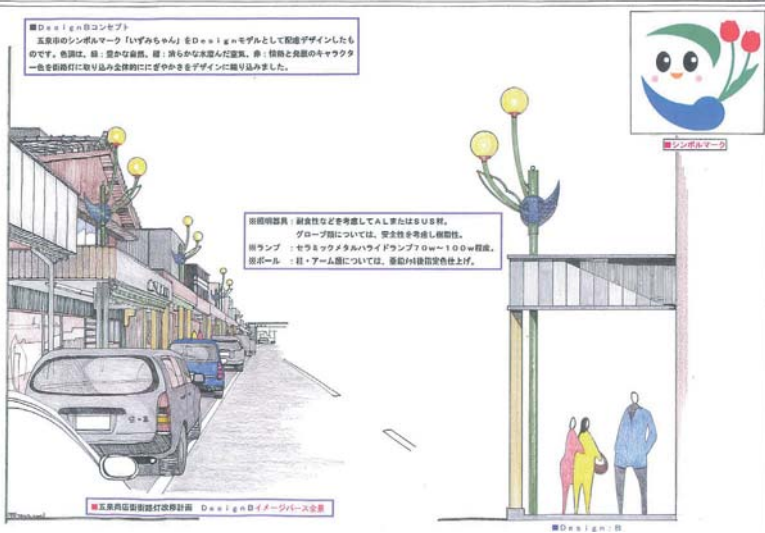 ■DesignBコンセプト
五泉市のシンボルマーク「いずみちゃん」をDesignモデルとして配慮デザインしたも
のです。色調は、緑：豊かな自然、紺：清らかな水澄んだ空気、赤：情熱と発展のキャラクタ
ー色を街路灯に取り込み全体的ににぎやかさをデザインに織り込みました。
■シンボルマーク
※照明器具：耐食性などを考慮してALまたはSUS材。
グローブ類については、安全性を考慮し樹脂性。
※ランプ：セラミックメタルハライドランプ70w～100w程度。
※ポール：柱・アーム類については、亜鉛ﾒｯｷ後指定色仕上げ。
■五泉商店街街路灯改修計画 DesignBイメージパース全景
■Design：B